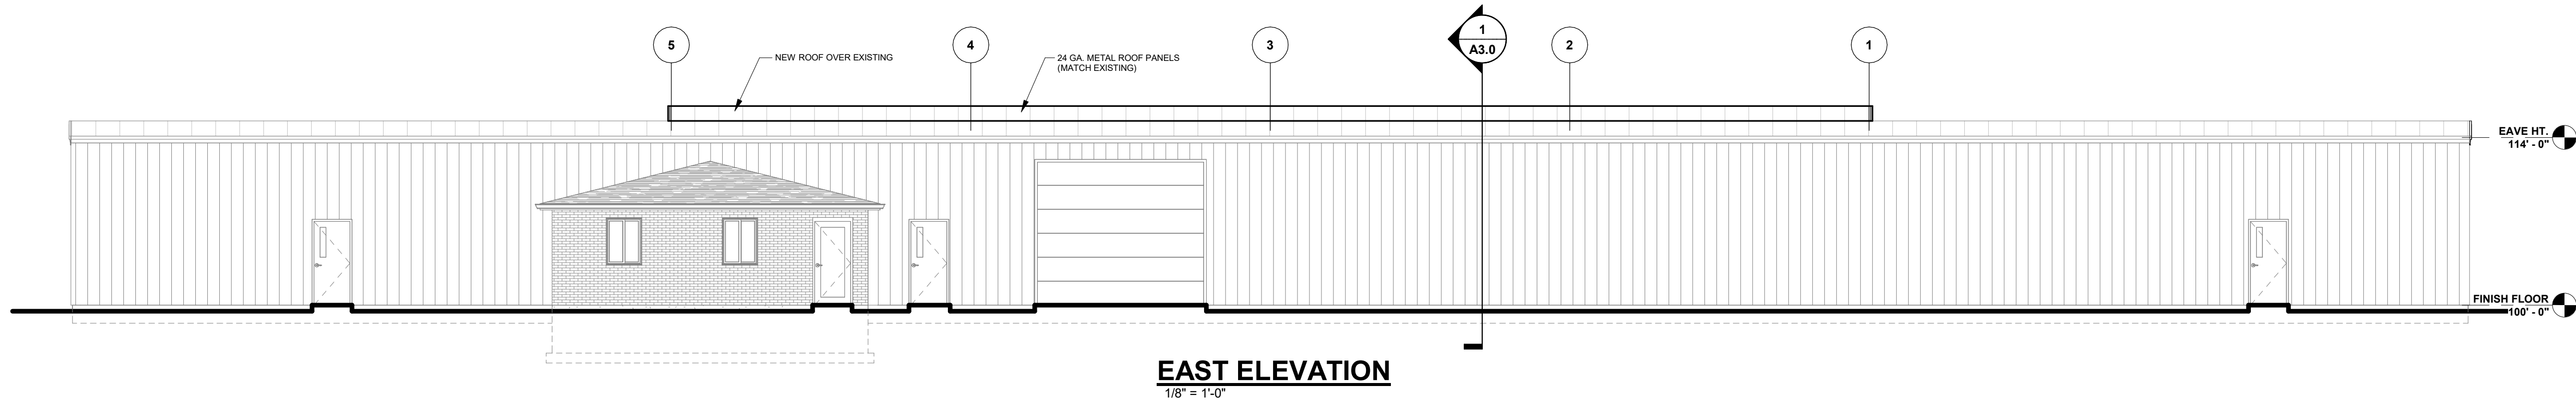 5
4
3
1
A3.0
2
1
NEW ROOF OVER EXISTING
24 GA. METAL ROOF PANELS
(MATCH EXISTING)
EAVE HT.
114' - 0"
FINISH FLOOR
100' - 0"
EAST ELEVATION
1/8" = 1'-0"